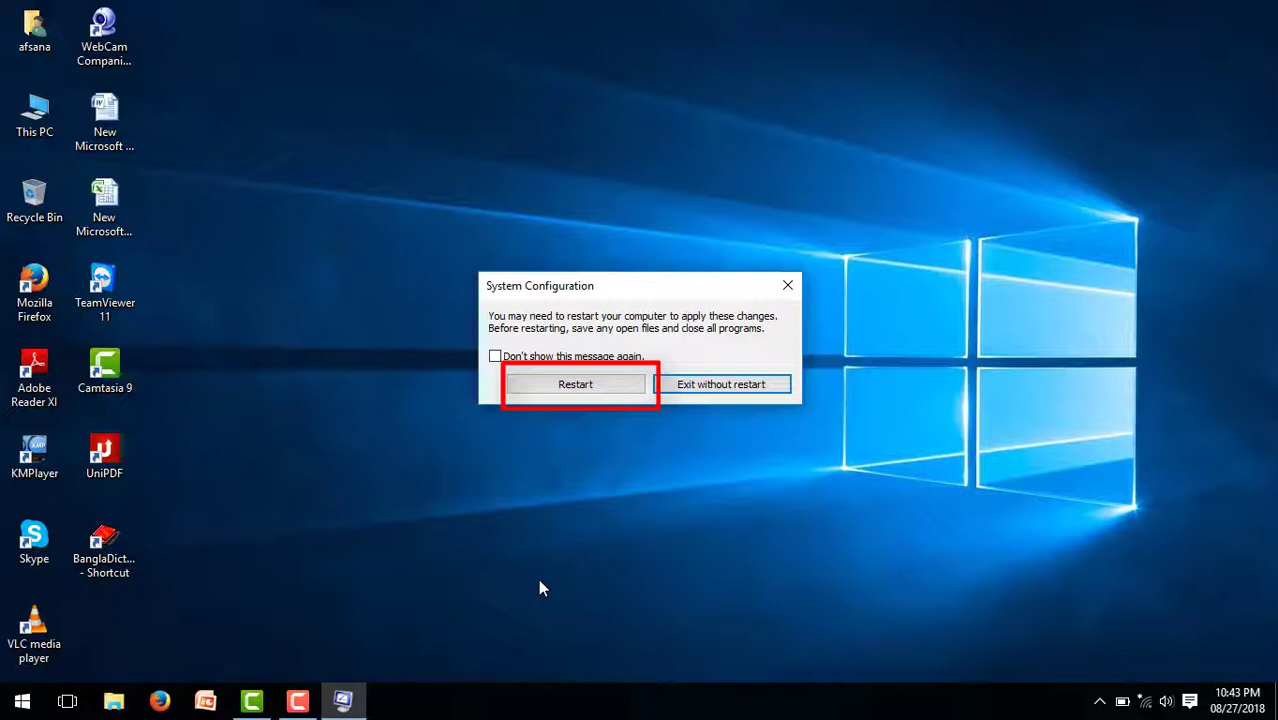 afsana
WebCam
Compani...
This PC
New
Microsoft ...
Recycle Bin
New
Microsoft...
Mozilla
Firefox
TeamViewer
11
Adobe
Reader XI
Camtasia 9
KMPlayer
UniPDF
Skype
BanglaDict...
- Shortcut
VLC media
player
System Configuration
You may need to restart your computer to apply these changes.
Before restarting, save any open files and close all programs.
Don't show this message again.
Restart
Exit without restart
10:43 PM
08/27/2018